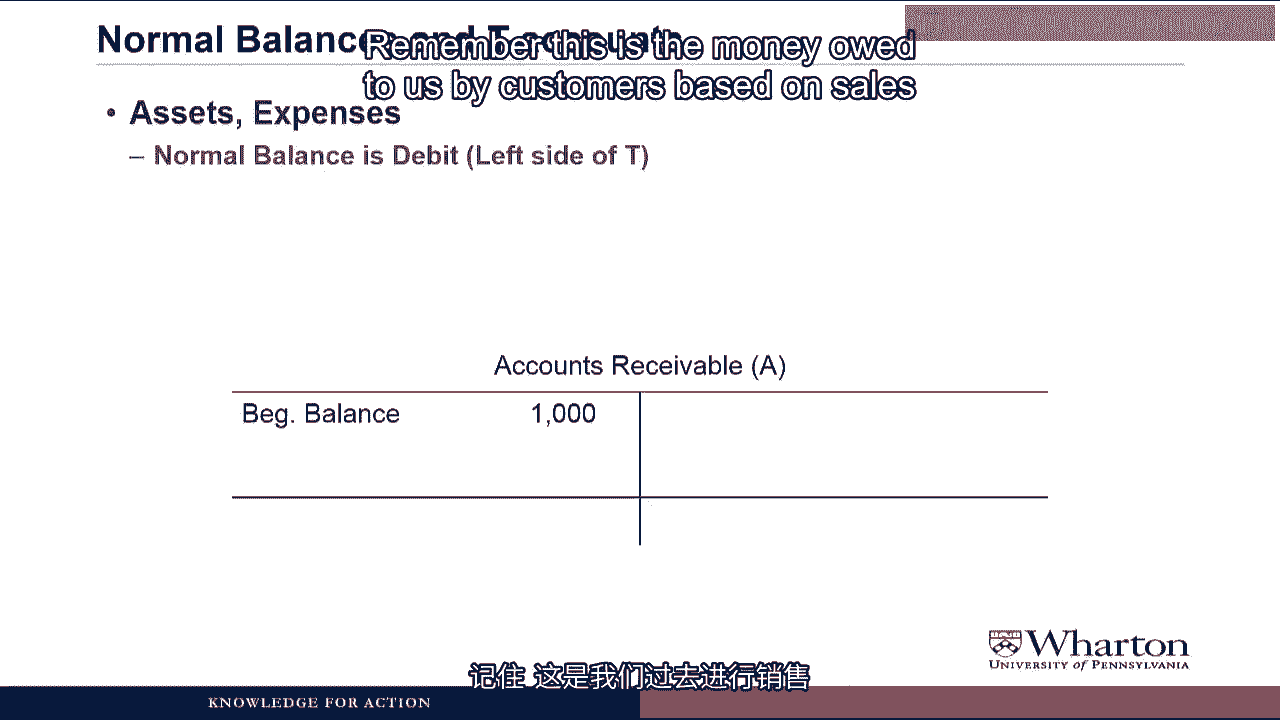 Normal Balance and T-accounts
Remember this is the money owed
to us by customers based on sales
• Assets, Expenses
– Normal Balance is Debit (Left side of T)
Accounts Receivable (A)
Beg. Balance 1,000
Wharton
UNIVERSITY of PENNSYLVANIA
记住 这是我们过去进行销售
KNOWLEDGE FOR ACTION